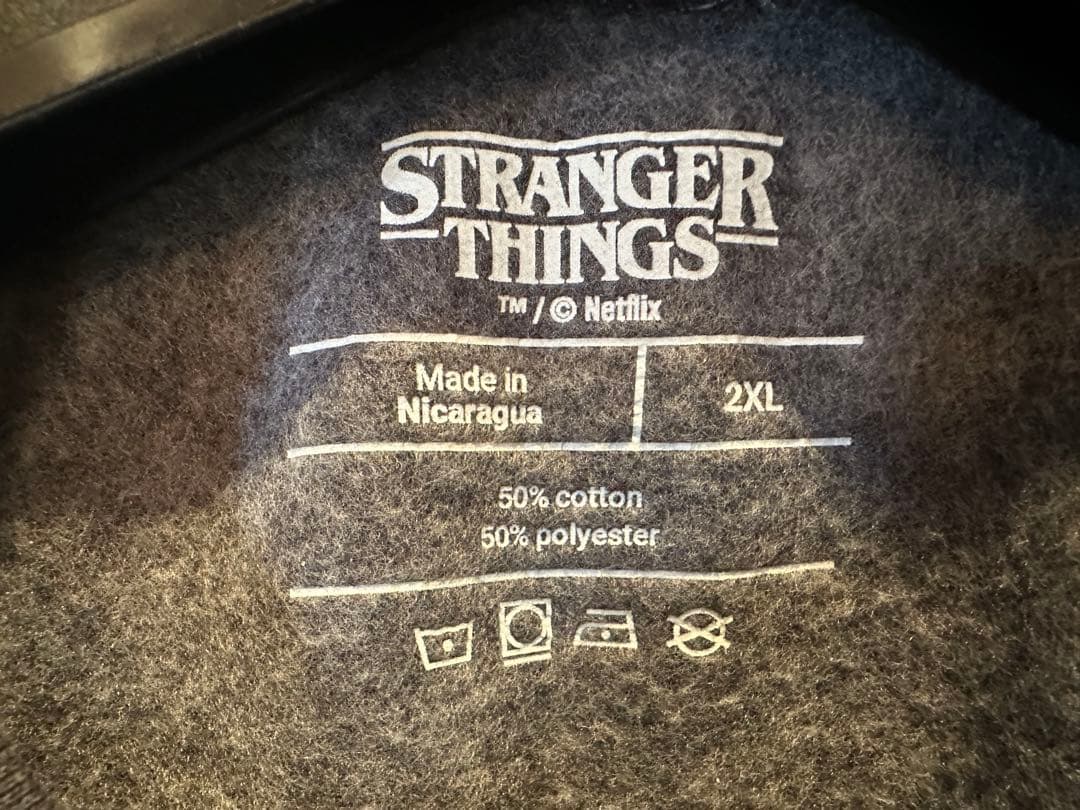 STRANGER
THINGS
™ / © Netflix
Made in
Nicaragua
2XL
50% cotton
50% polyester